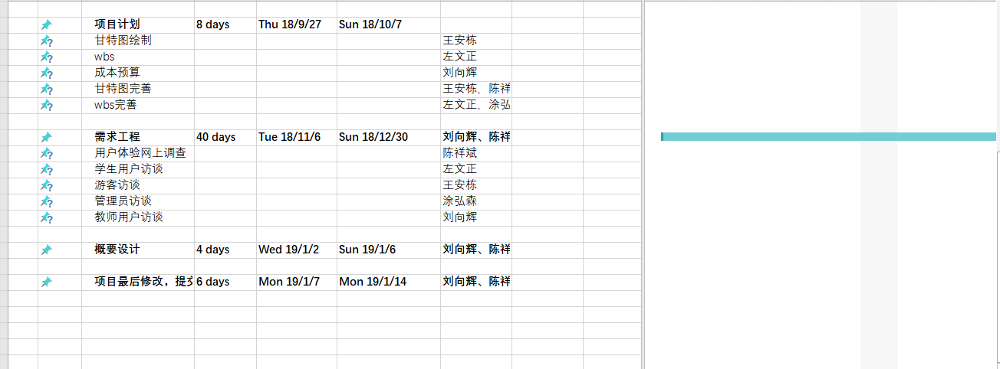 项目计划 8 days Thu 18/9/27 Sun 18/10/7
甘特图绘制 王安栋
wbs 左文正
成本预算 刘向辉
甘特图完善 王安栋，陈祥
wbs完善 左文正，涂弘
需求工程 40 days Tue 18/11/6 Sun 18/12/30 刘向辉、陈祥
用户体验网上调查 陈祥斌
学生用户访谈 左文正
游客访谈 王安栋
管理员访谈 涂弘森
教师用户访谈 刘向辉
概要设计 4 days Wed 19/1/2 Sun 19/1/6 刘向辉、陈祥
项目最后修改，提交 6 days Mon 19/1/7 Mon 19/1/14 刘向辉、陈祥